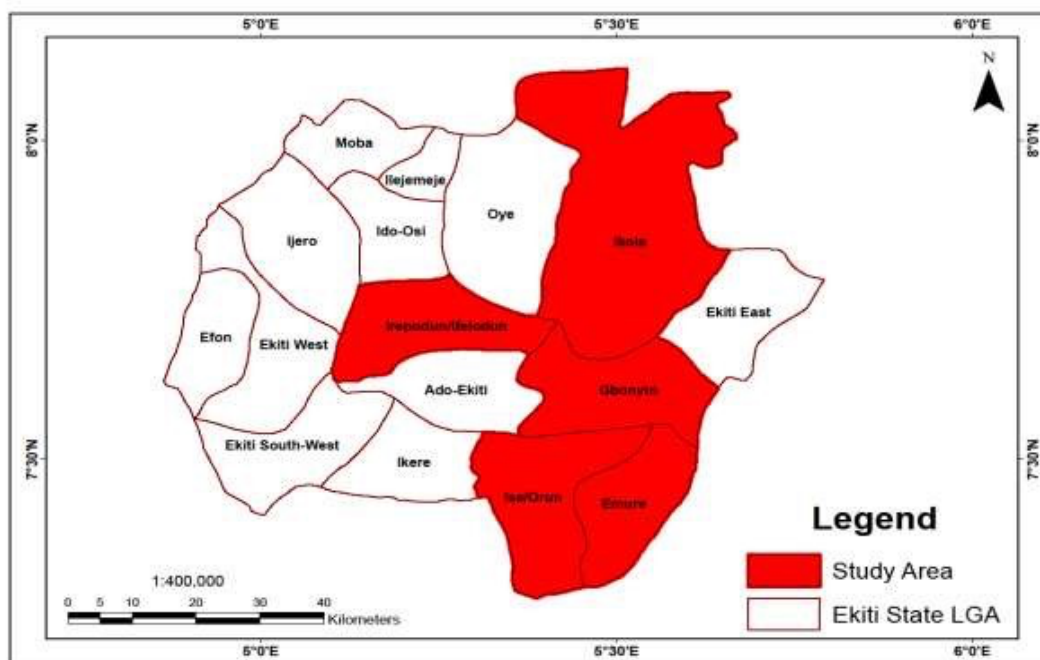 5°0'E 5°30'E 6°0'E
N
8°0'N 8°0'N
Moba
Ilejemeje
Oye
Ido-Osi
Ijero
Ikole
Ekiti East
Irepodun/Ifelodun
Efon
Ekiti West
Ado-Ekiti
Gbonyin
Ekiti South-West
Ikere
7°30'N 7°30'N
Ise/Orun
Emure
Legend
Study Area
Ekiti State LGA
1:400,000
0 5 10 20 30 40
Kilometers
5°0'E 5°30'E 6°0'E